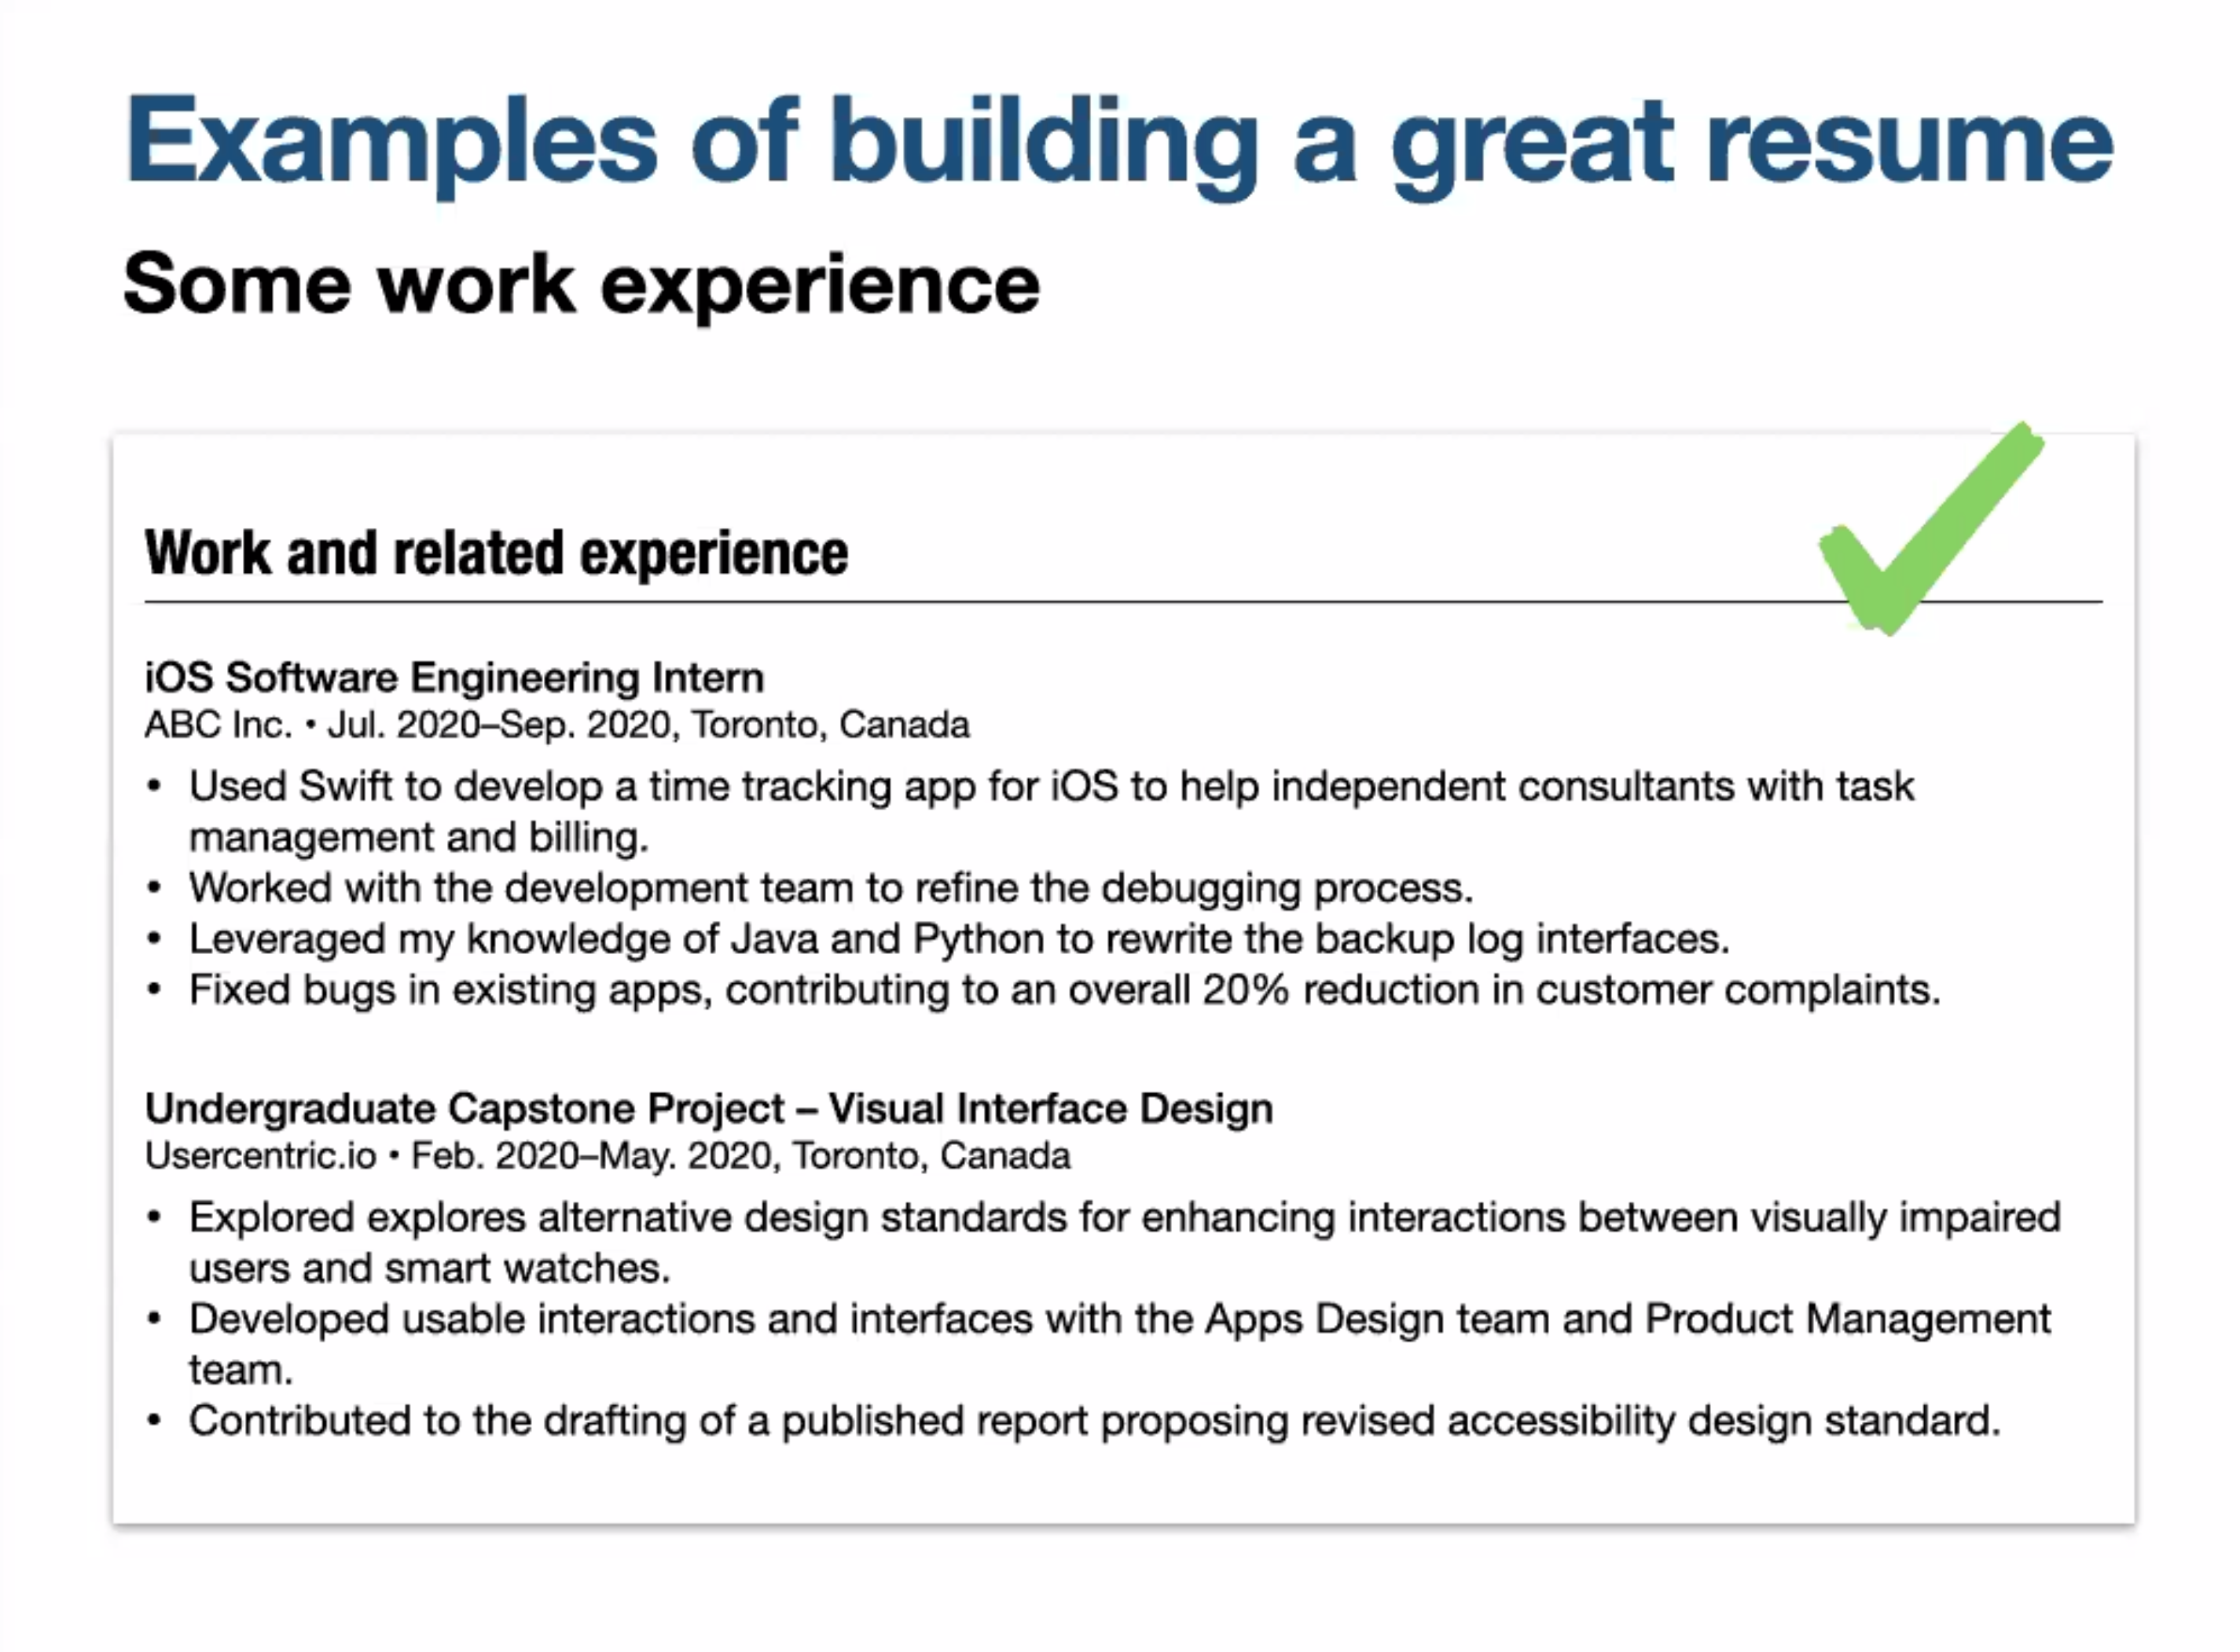 Examples of building a great resume
Some work experience
Work and related experience
iOS Software Engineering Intern
ABC Inc. • Jul. 2020–Sep. 2020, Toronto, Canada
• Used Swift to develop a time tracking app for iOS to help independent consultants with task
management and billing.
• Worked with the development team to refine the debugging process.
• Leveraged my knowledge of Java and Python to rewrite the backup log interfaces.
• Fixed bugs in existing apps, contributing to an overall 20% reduction in customer complaints.
Undergraduate Capstone Project – Visual Interface Design
Usercentric.io • Feb. 2020–May. 2020, Toronto, Canada
• Explored explores alternative design standards for enhancing interactions between visually impaired
users and smart watches.
• Developed usable interactions and interfaces with the Apps Design team and Product Management
team.
• Contributed to the drafting of a published report proposing revised accessibility design standard.